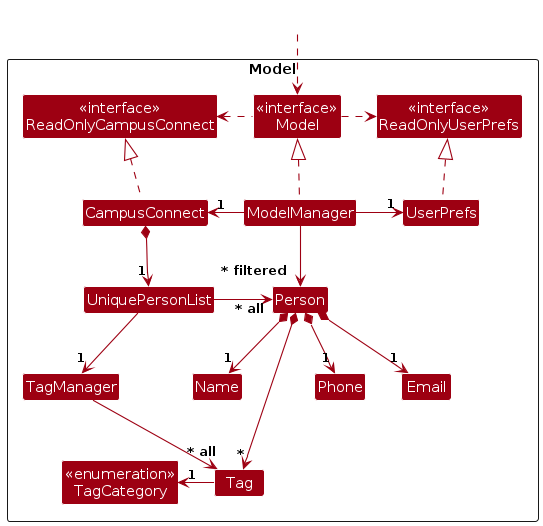 Model
«interface»
ReadOnlyCampusConnect
«interface»
Model
«interface»
ReadOnlyUserPrefs
CampusConnect
1
ModelManager
1
UserPrefs
1
* filtered
UniquePersonList
* all
Person
1
1
1
1
TagManager
Name
Phone
Email
* all
*
«enumeration»
TagCategory
1
Tag